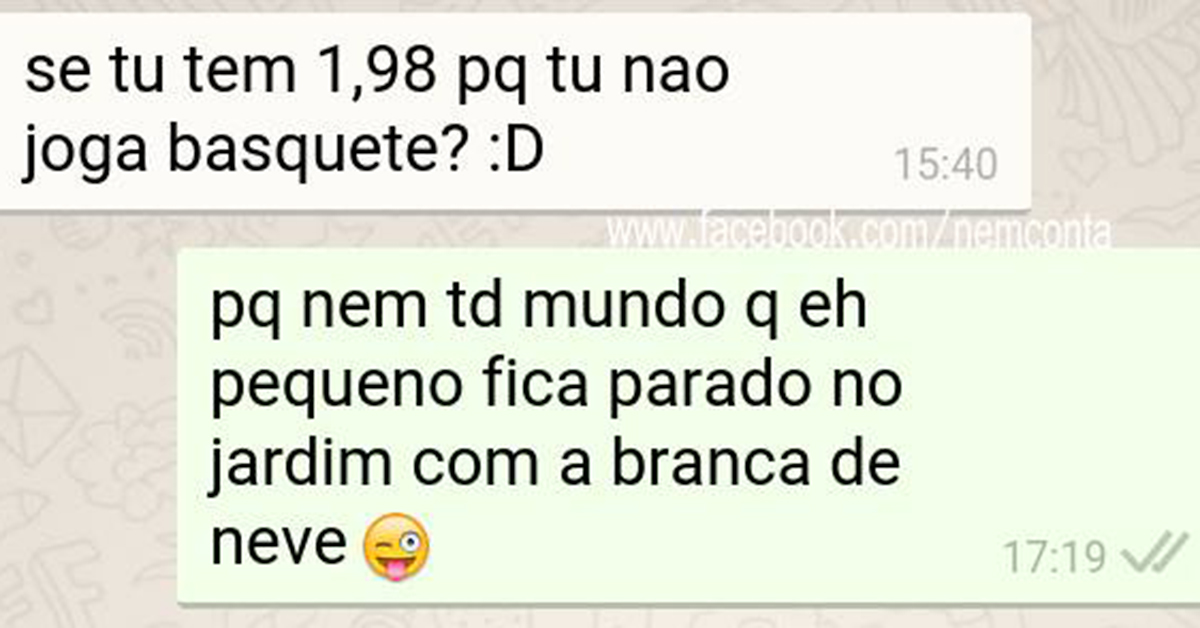 se tu tem 1,98 pq tu nao
joga basquete? :D
15:40
www.facebook.com/nemconta
pq nem td mundo q eh
pequeno fica parado no
jardim com a branca de
neve 😜
17:19